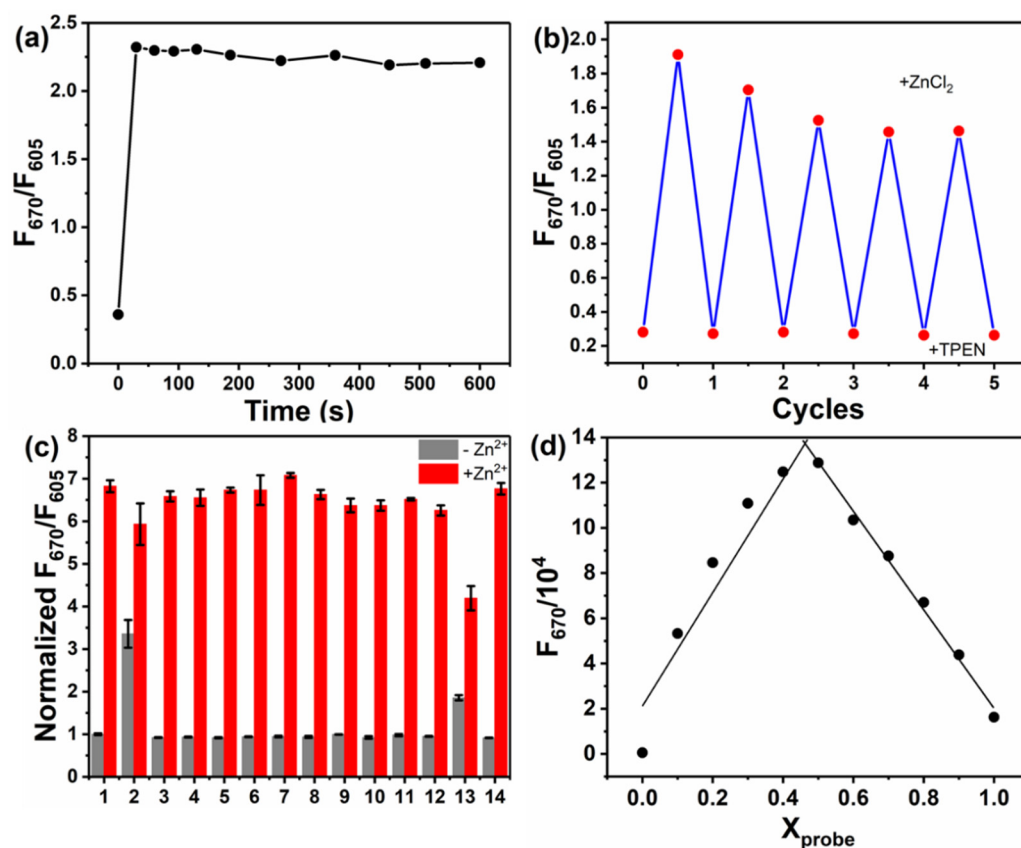 (a)
F₆₇₀/F₆₀₅
2.5
2.0
1.5
1.0
0.5
0.0
0 100 200 300 400 500 600
Time (s)
(b)
F₆₇₀/F₆₀₅
2.0
1.8
1.6
1.4
1.2
1.0
0.8
0.6
0.4
0.2
+ZnCl₂
+TPEN
0 1 2 3 4 5
Cycles
(c)
Normalized F₆₇₀/F₆₀₅
8
7
6
5
4
3
2
1
0
- Zn²⁺
+Zn²⁺
1 2 3 4 5 6 7 8 9 10 11 12 13 14
(d)
F₆₇₀/10⁴
14
12
10
8
6
4
2
0
0.0 0.2 0.4 0.6 0.8 1.0
Xₚᵣₒbₑ